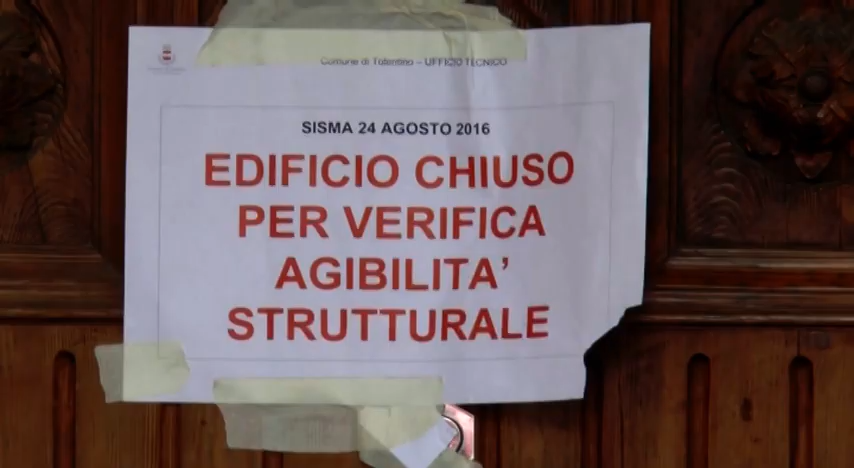 Comune di Tolentino – UFFICIO TECNICO
SISMA 24 AGOSTO 2016
EDIFICIO CHIUSO
PER VERIFICA
AGIBILITA’
STRUTTURALE